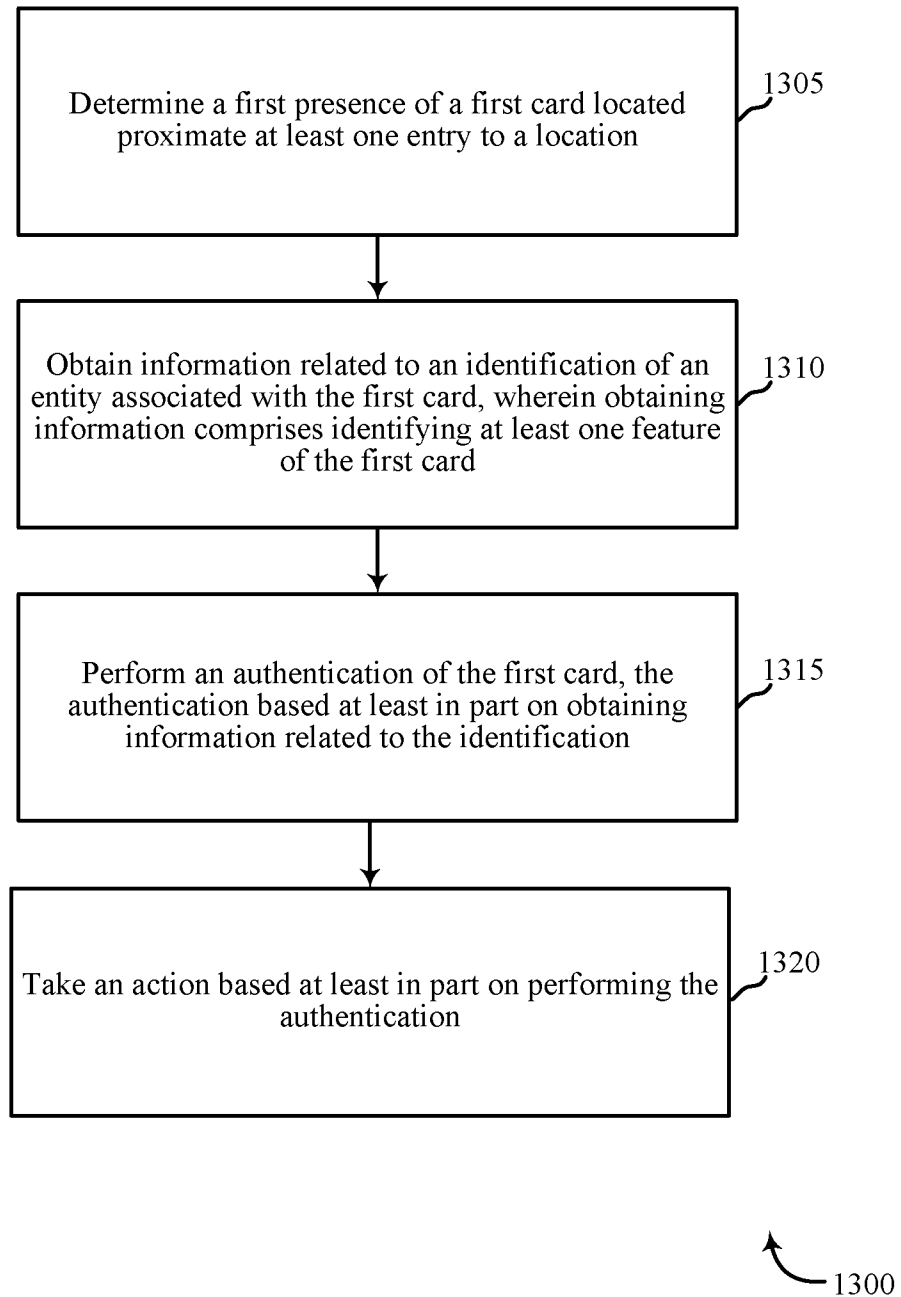 Determine a first presence of a first card located
proximate at least one entry to a location
1305
Obtain information related to an identification of an
entity associated with the first card, wherein obtaining
information comprises identifying at least one feature
of the first card
1310
Perform an authentication of the first card, the
authentication based at least in part on obtaining
information related to the identification
1315
Take an action based at least in part on performing the
authentication
1320
1300